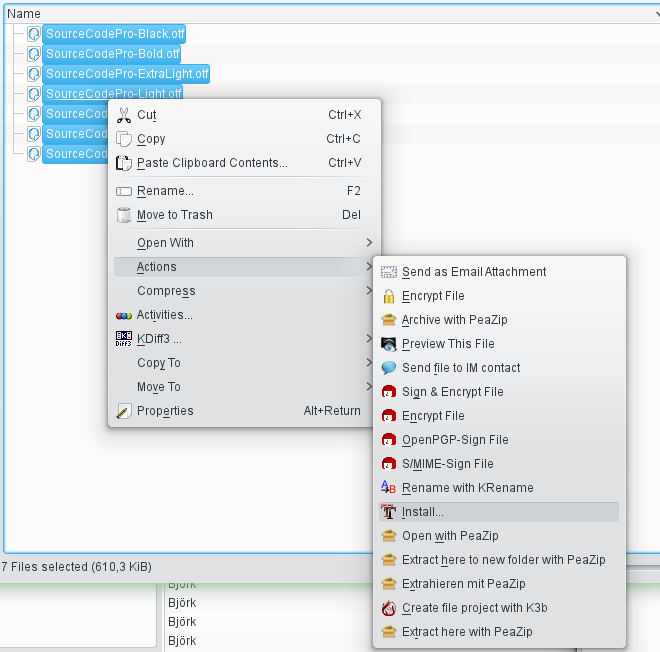 Name
SourceCodePro-Black.otf
SourceCodePro-Bold.otf
SourceCodePro-ExtraLight.otf
SourceCodePro-Light.otf
SourceCod
SourceCod
SourceCod
Cut Ctrl+X
Copy Ctrl+C
Paste Clipboard Contents... Ctrl+V
Rename... F2
Move to Trash Del
Open With
Actions
Compress
Activities...
KDiff3 ...
Copy To
Move To
Properties Alt+Return
Send as Email Attachment
Encrypt File
Archive with PeaZip
Preview This File
Send file to IM contact
Sign & Encrypt File
Encrypt File
OpenPGP-Sign File
S/MIME-Sign File
Rename with KRename
Install...
Open with PeaZip
Extract here to new folder with PeaZip
Extrahieren mit PeaZip
Create file project with K3b
Extract here with PeaZip
7 Files selected (610,3 KiB)
Björk
Björk
Björk
Björk